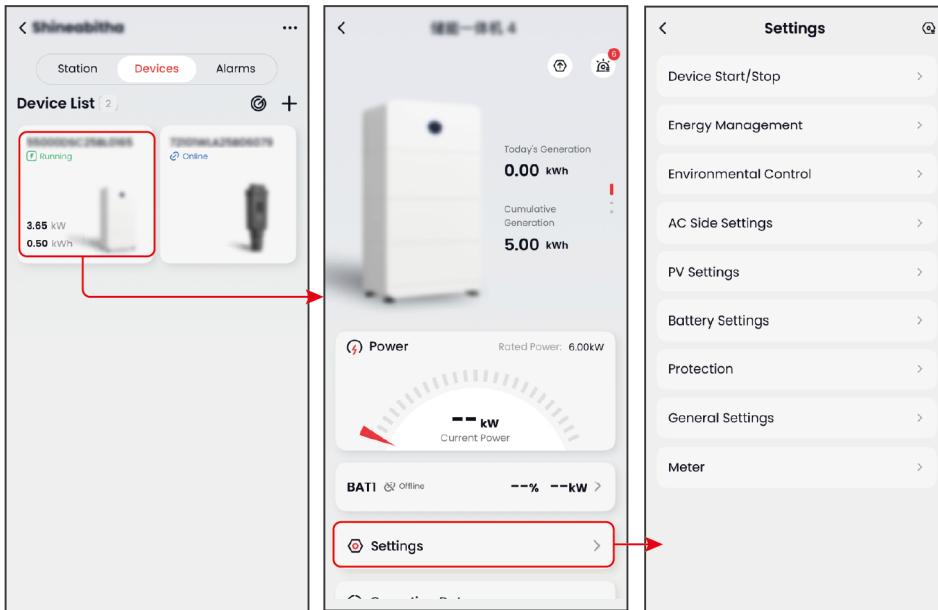 Station
Devices
Alarms
Device List 2
Running
Online
3.65 kW
0.50 kWh
6
Today's Generation
0.00 kWh
Cumulative
Generation
5.00 kWh
Power
Rated Power: 6.00kW
-- kW
Current Power
BAT1 Offline --% --kW
Settings
Settings
Device Start/Stop
Energy Management
Environmental Control
AC Side Settings
PV Settings
Battery Settings
Protection
General Settings
Meter